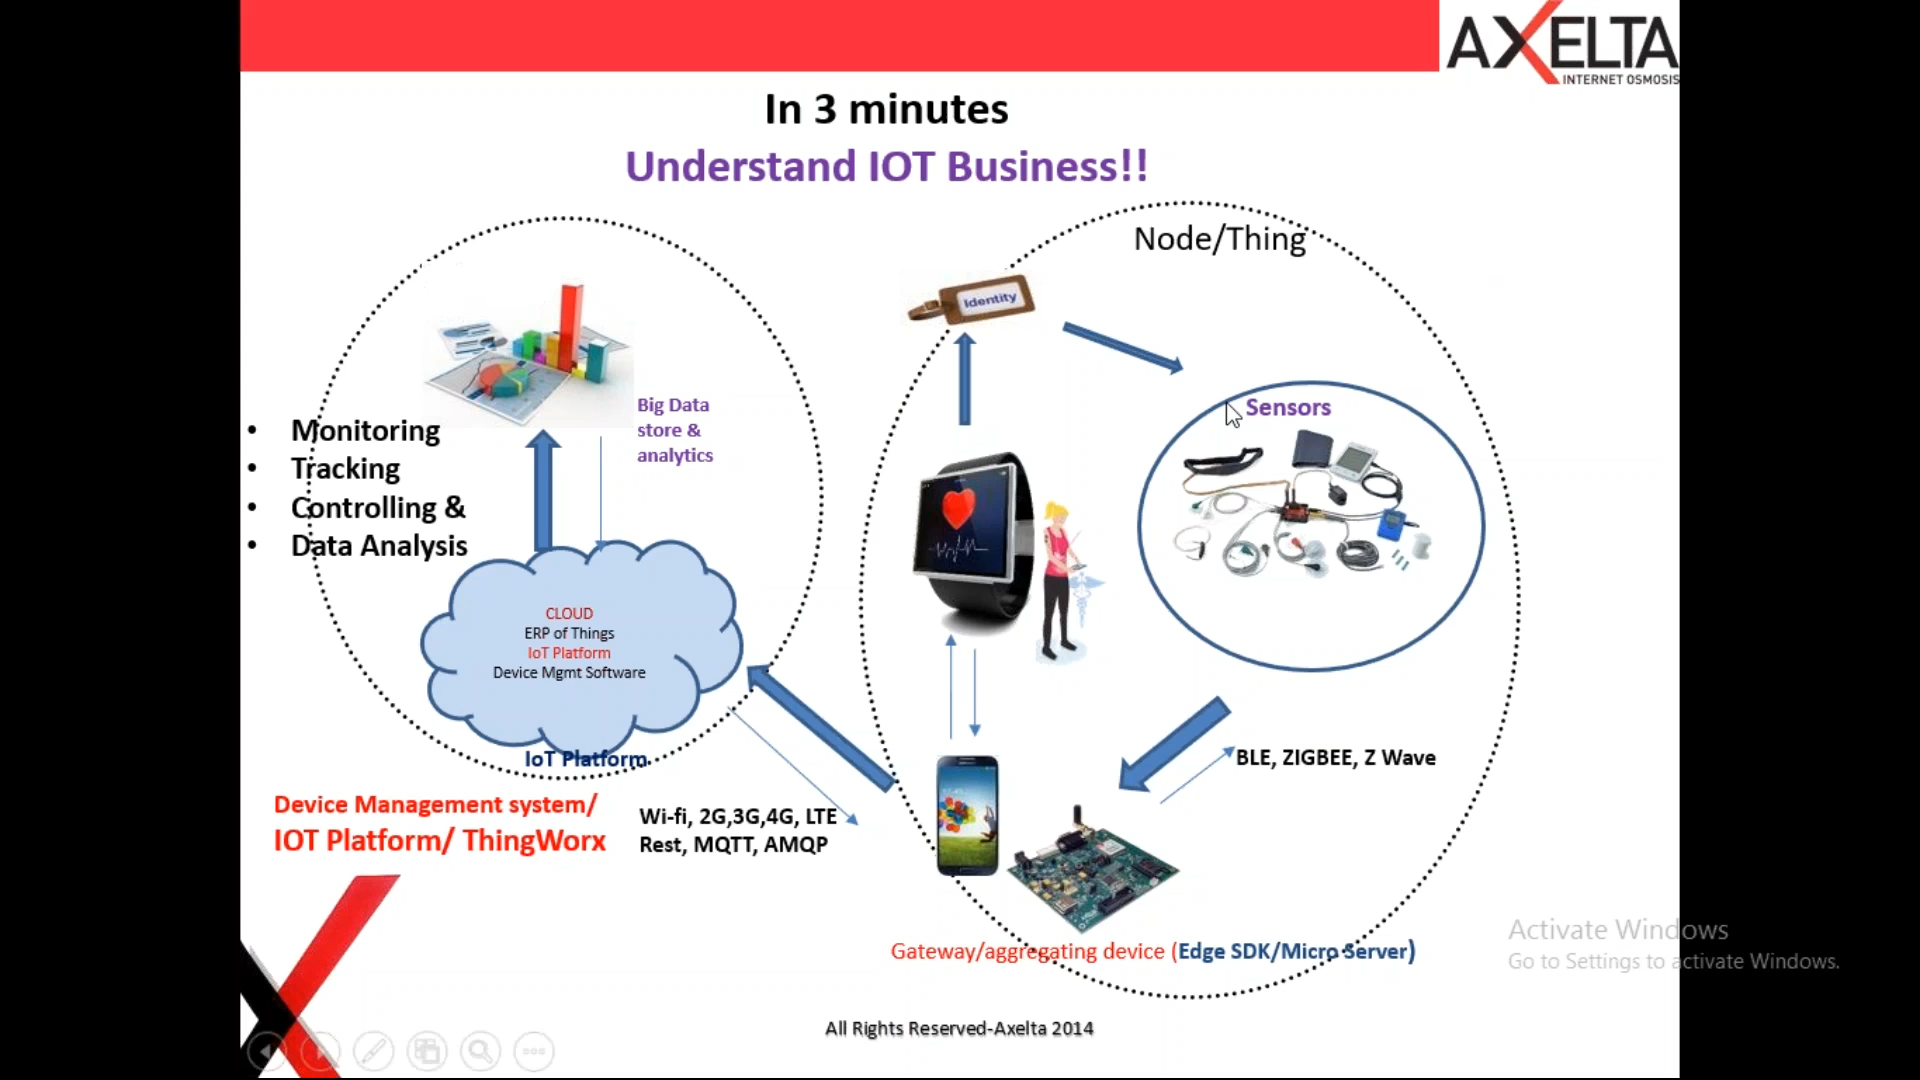 AXELTA
INTERNET OSMOSIS
In 3 minutes
Understand IOT Business!!
Node/Thing
Identity
Sensors
Big Data
store &
analytics
• Monitoring
• Tracking
• Controlling &
• Data Analysis
CLOUD
ERP of Things
IoT Platform
Device Mgmt Software
IoT Platform
BLE, ZIGBEE, Z Wave
Device Management system/
IOT Platform/ ThingWorx
Wi-fi, 2G,3G,4G, LTE
Rest, MQTT, AMQP
Gateway/aggregating device (Edge SDK/Micro Server)
Activate Windows
Go to Settings to activate Windows.
All Rights Reserved-Axelta 2014